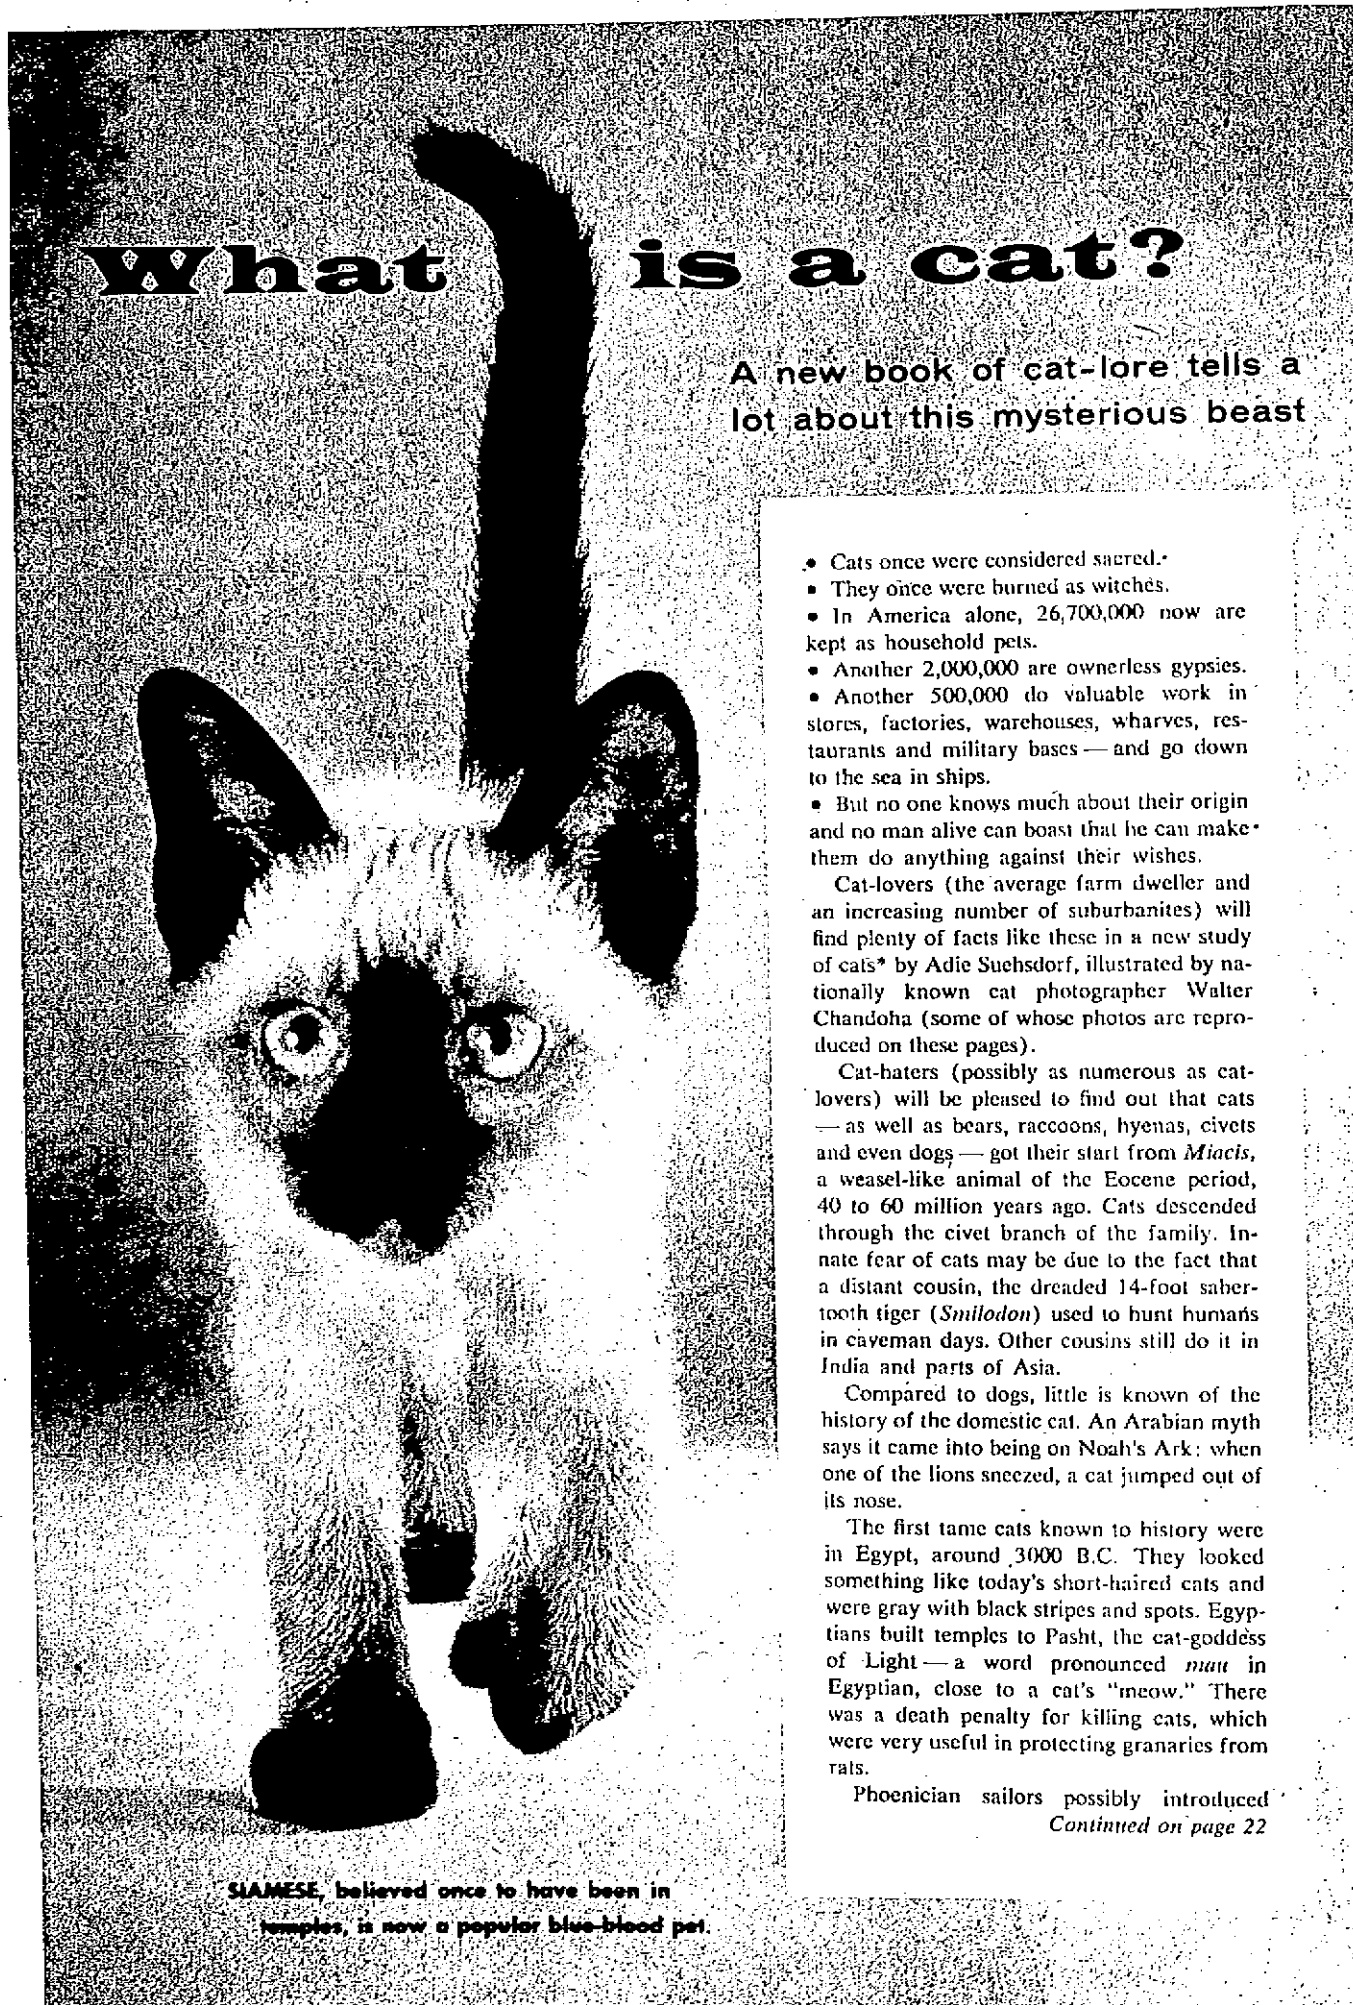 What is a cat?
A new book of cat-lore tells a
lot about this mysterious beast
• Cats once were considered sacred.
• They once were burned as witches.
• In America alone, 26,700,000 now are
kept as household pets.
• Another 2,000,000 are ownerless gypsies.
• Another 500,000 do valuable work in
stores, factories, warehouses, wharves, res-
taurants and military bases — and go down
to the sea in ships.
• But no one knows much about their origin
and no man alive can boast that he can make
them do anything against their wishes.
Cat-lovers (the average farm dweller and
an increasing number of suburbanites) will
find plenty of facts like these in a new study
of cats* by Adie Suehsdorf, illustrated by na-
tionally known cat photographer Walter
Chandoha (some of whose photos are repro-
duced on these pages).
Cat-haters (possibly as numerous as cat-
lovers) will be pleased to find out that cats
— as well as bears, raccoons, hyenas, civets
and even dogs — got their start from Miacis,
a weasel-like animal of the Eocene period,
40 to 60 million years ago. Cats descended
through the civet branch of the family. In-
nate fear of cats may be due to the fact that
a distant cousin, the dreaded 14-foot saber-
tooth tiger (Smilodon) used to hunt humans
in caveman days. Other cousins still do it in
India and parts of Asia.
Compared to dogs, little is known of the
history of the domestic cat. An Arabian myth
says it came into being on Noah's Ark: when
one of the lions sneezed, a cat jumped out of
its nose.
The first tame cats known to history were
in Egypt, around 3000 B.C. They looked
something like today's short-haired cats and
were gray with black stripes and spots. Egyp-
tians built temples to Pasht, the cat-goddess
of Light — a word pronounced mau in
Egyptian, close to a cat's "meow." There
was a death penalty for killing cats, which
were very useful in protecting granaries from
rats.
Phoenician sailors possibly introduced
Continued on page 22
SIAMESE, believed once to have been in
temples, is now a popular blue-blood pet.